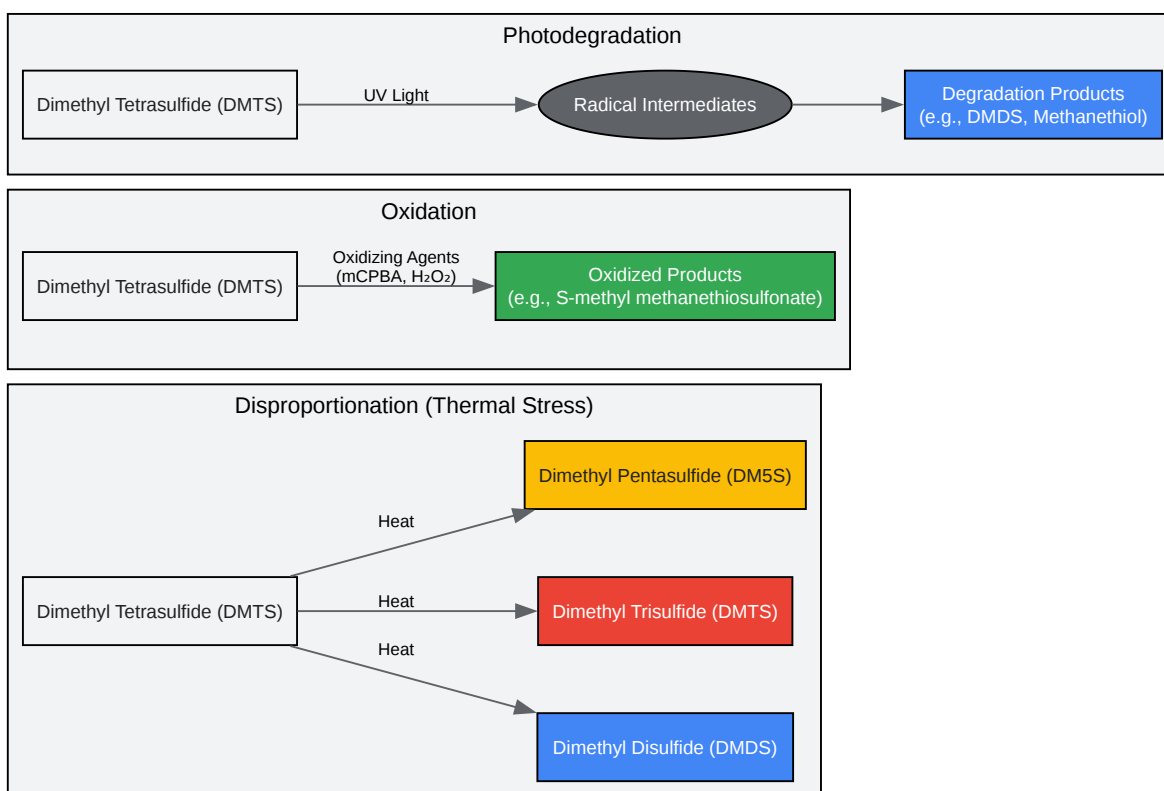 Photodegradation
Dimethyl Tetrasulfide (DMTS)
UV Light
Radical Intermediates
Degradation Products
(e.g., DMDS, Methanethiol)
Oxidation
Dimethyl Tetrasulfide (DMTS)
Oxidizing Agents
(mCPBA, H₂O₂)
Oxidized Products
(e.g., S-methyl methanethiosulfonate)
Disproportionation (Thermal Stress)
Dimethyl Pentasulfide (DM5S)
Heat
Dimethyl Tetrasulfide (DMTS)
Heat
Dimethyl Trisulfide (DMTS)
Heat
Dimethyl Disulfide (DMDS)